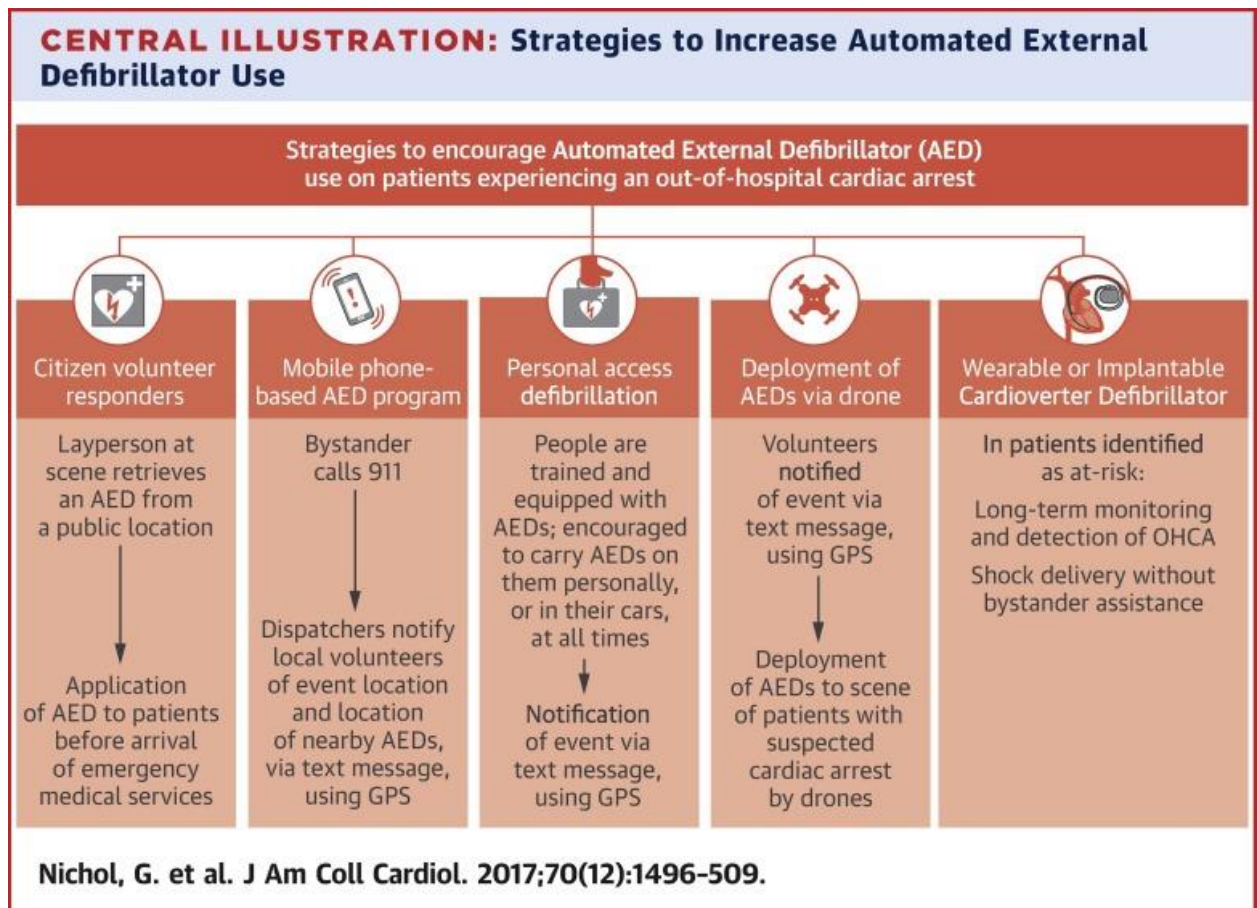 CENTRAL ILLUSTRATION: Strategies to Increase Automated External
Defibrillator Use
Strategies to encourage Automated External Defibrillator (AED)
use on patients experiencing an out-of-hospital cardiac arrest
Citizen volunteer
responders
Layperson at
scene retrieves
an AED from
a public location
Application
of AED to patients
before arrival
of emergency
medical services
Mobile phone-
based AED program
Bystander
calls 911
Dispatchers notify
local volunteers
of event location
and location
of nearby AEDs,
via text message,
using GPS
Personal access
defibrillation
People are
trained and
equipped with
AEDs; encouraged
to carry AEDs on
them personally,
or in their cars,
at all times
Notification
of event via
text message,
using GPS
Deployment of
AEDs via drone
Volunteers
notified
of event via
text message,
using GPS
Deployment
of AEDs to scene
of patients with
suspected
cardiac arrest
by drones
Wearable or Implantable
Cardioverter Defibrillator
In patients identified
as at-risk:
Long-term monitoring
and detection of OHCA
Shock delivery without
bystander assistance
Nichol, G. et al. J Am Coll Cardiol. 2017;70(12):1496–509.